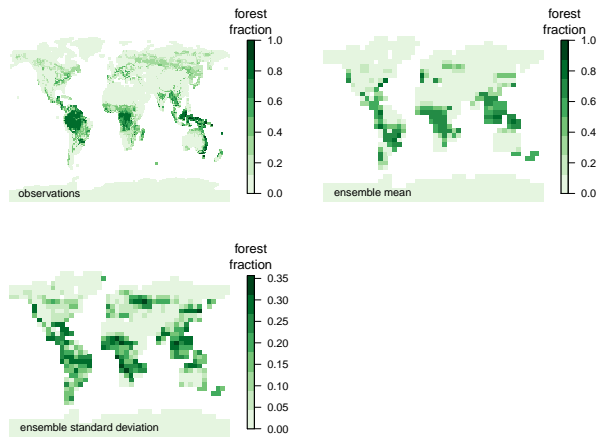 forest
fraction
1.0
0.8
0.6
0.4
0.2
0.0
observations
forest
fraction
1.0
0.8
0.6
0.4
0.2
0.0
ensemble mean
forest
fraction
0.35
0.30
0.25
0.20
0.15
0.10
0.05
0.00
ensemble standard deviation